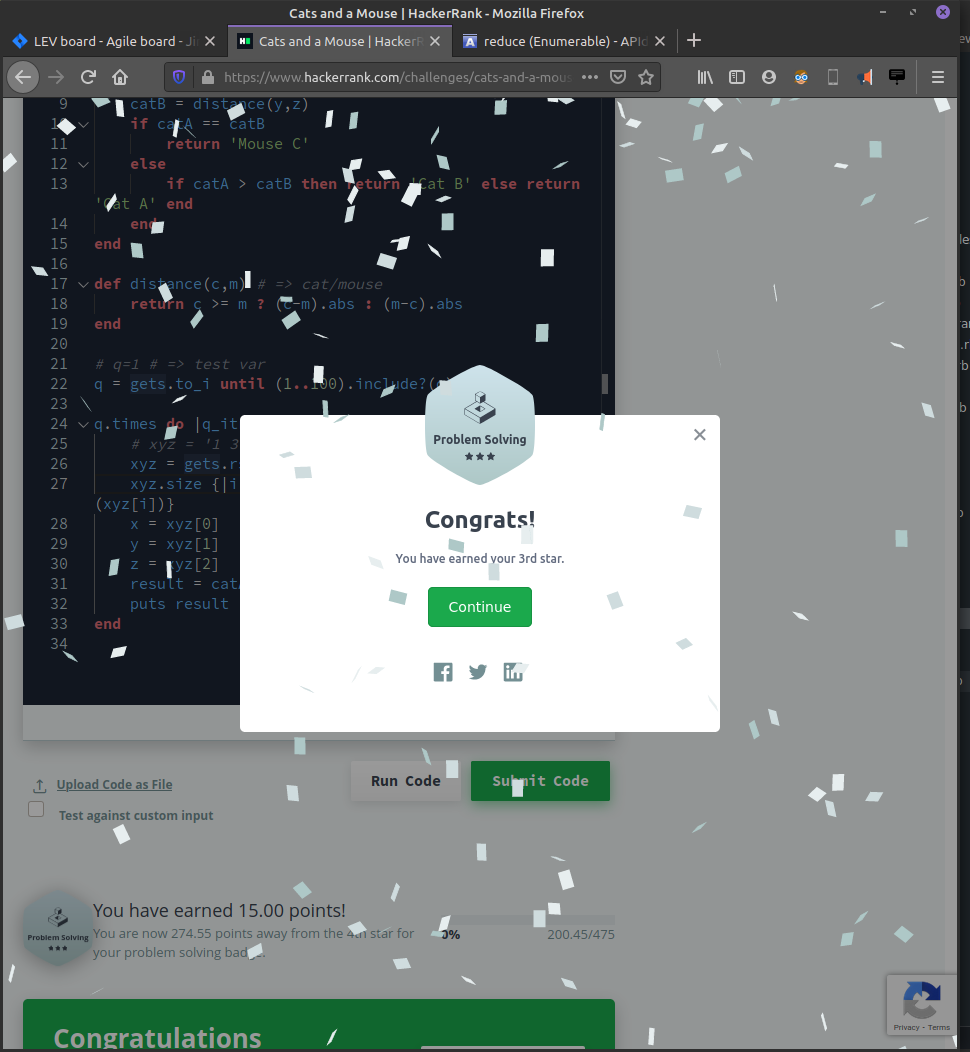 Cats and a Mouse | HackerRank - Mozilla Firefox
LEV board - Agile board - Ji
Cats and a Mouse | HackerR
reduce (Enumerable) - APId
https://www.hackerrank.com/challenges/cats-and-a-mous
9 catB = distance(y,z)
10 if catA == catB
11 return 'Mouse C'
12 else
13 if catA > catB then return 'Cat B' else return
'Cat A' end
14 end
15 end
16
17 def distance(c,m) # => cat/mouse
18 return c >= m ? (c-m).abs : (m-c).abs
19 end
20
21 # q=1 # => test var
22 q = gets.to_i until (1..100).include?(
23
24 q.times do |q_it
25 # xyz = '1 3
26 xyz = gets.r
27 xyz.size {|i
(xyz[i])}
28 x = xyz[0]
29 y = xyz[1]
30 z = xyz[2]
31 result = cat
32 puts result
33 end
34
Problem Solving
Congrats!
You have earned your 3rd star.
Continue
Upload Code as File
Run Code
Submit Code
Test against custom input
Problem Solving
You have earned 15.00 points!
You are now 274.55 points away from the 4th star for
your problem solving badge.
0%
200.45/475
Privacy - Terms
Congratulations